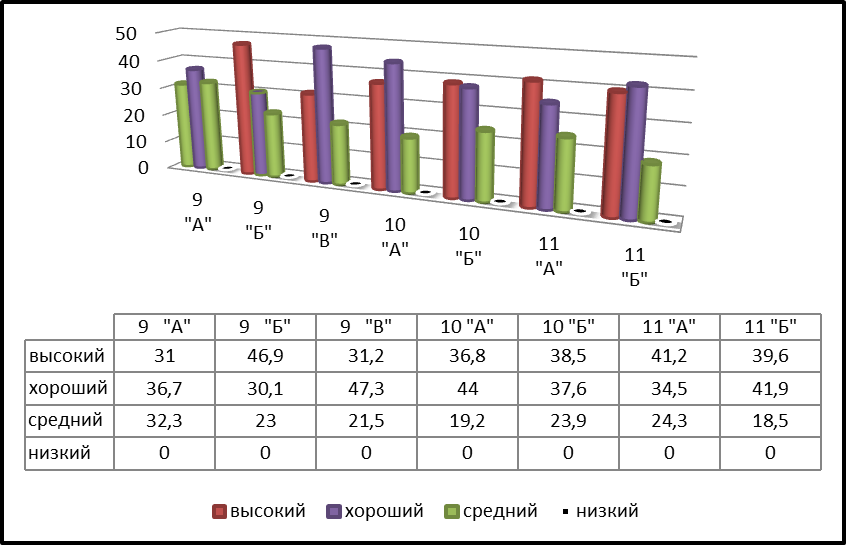 50
40
30
20
10
0
9 "А"
9 "Б"
9 "В"
10 "А"
10 "Б"
11 "А"
11 "Б"
9 "А" 9 "Б" 9 "В" 10 "А" 10 "Б" 11 "А" 11 "Б"
высокий 31 46,9 31,2 36,8 38,5 41,2 39,6
хороший 36,7 30,1 47,3 44 37,6 34,5 41,9
средний 32,3 23 21,5 19,2 23,9 24,3 18,5
низкий 0 0 0 0 0 0 0
высокий хороший средний низкий